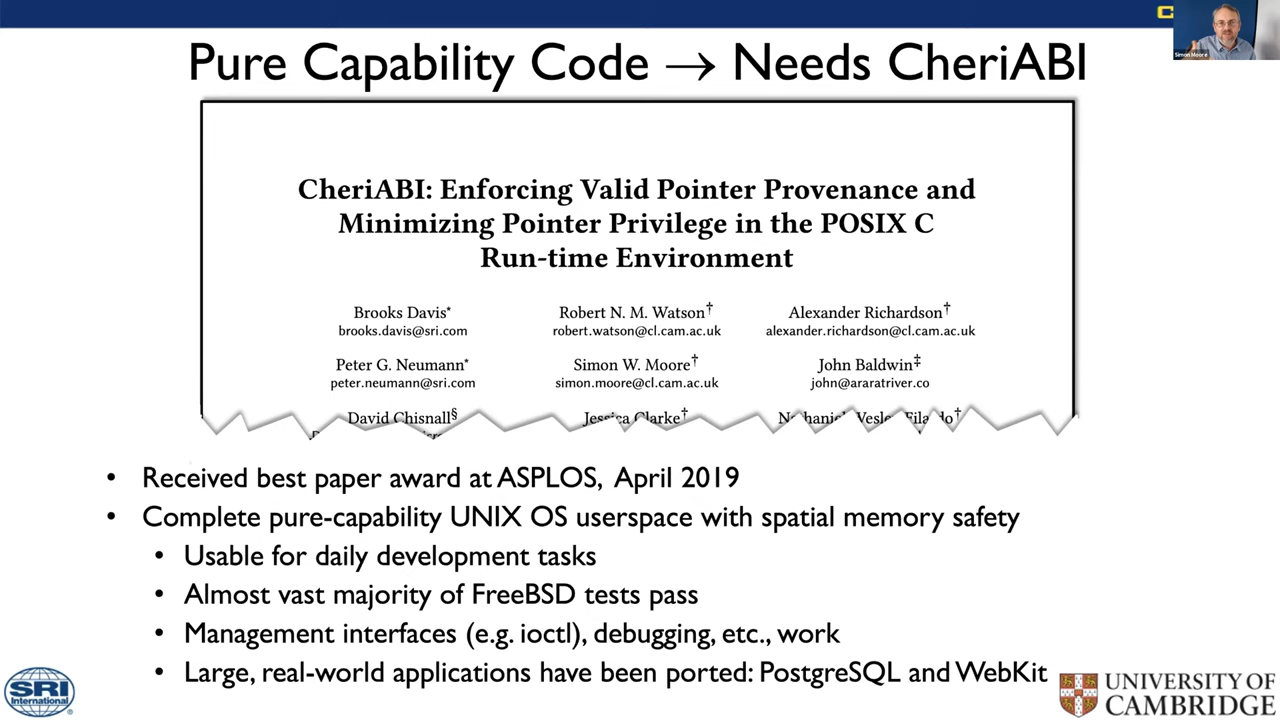 Pure Capability Code → Needs CheriABI
Simon Moore
CheriABI: Enforcing Valid Pointer Provenance and
Minimizing Pointer Privilege in the POSIX C
Run-time Environment
Brooks Davis* Robert N. M. Watson† Alexander Richardson†
brooks.davis@sri.com robert.watson@cl.cam.ac.uk alexander.richardson@cl.cam.ac.uk
Peter G. Neumann* Simon W. Moore† John Baldwin‡
peter.neumann@sri.com simon.moore@cl.cam.ac.uk john@araratriver.co
David Chisnall§ Jessica Clarke† Nathaniel Wesley Filardo†
• Received best paper award at ASPLOS, April 2019
• Complete pure-capability UNIX OS userspace with spatial memory safety
• Usable for daily development tasks
• Almost vast majority of FreeBSD tests pass
• Management interfaces (e.g. ioctl), debugging, etc., work
• Large, real-world applications have been ported: PostgreSQL and WebKit
SRI
International
UNIVERSITY OF
CAMBRIDGE